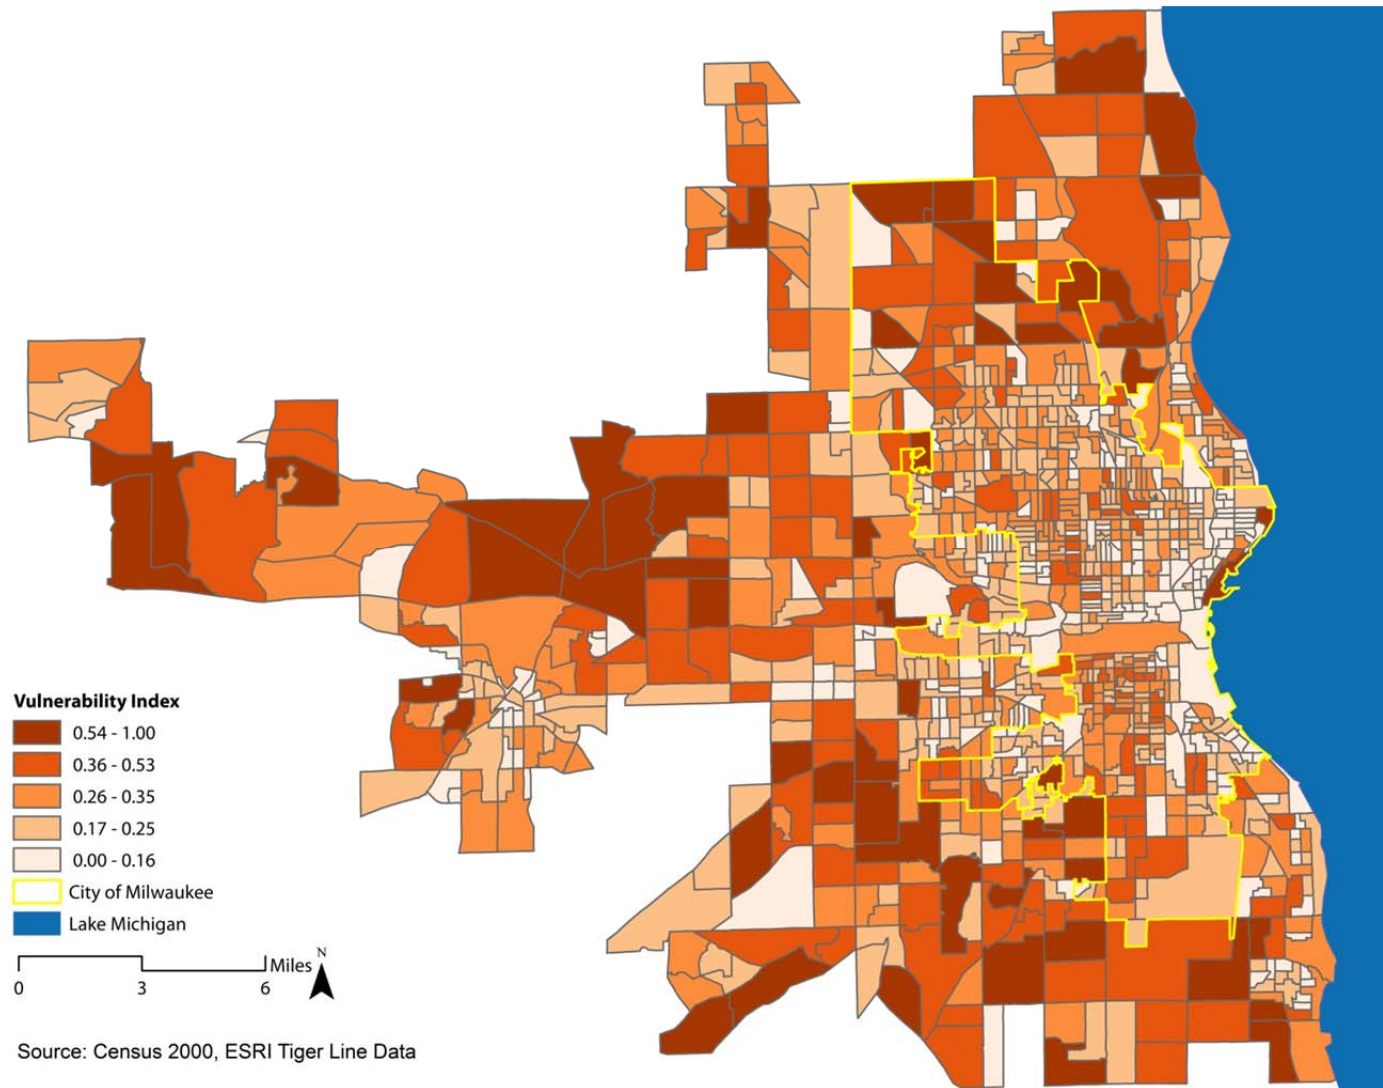 Vulnerability Index
0.54 - 1.00
0.36 - 0.53
0.26 - 0.35
0.17 - 0.25
0.00 - 0.16
City of Milwaukee
Lake Michigan
N
Miles
0 3 6
Source: Census 2000, ESRI Tiger Line Data